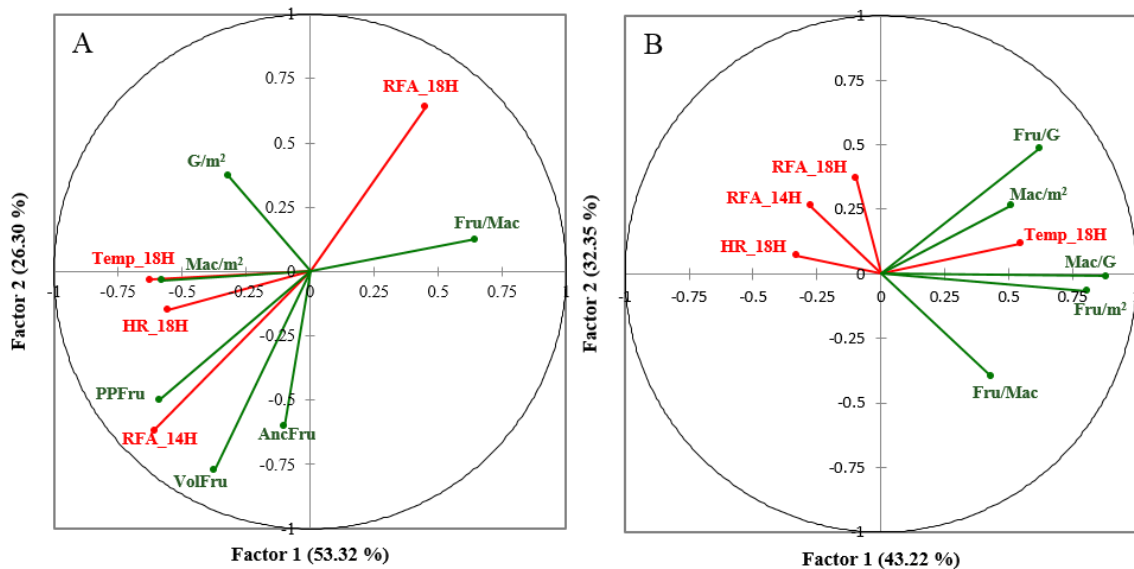 A
1
0.75
0.5
0.25
0
-0.25
-0.5
-0.75
-1
-1
-0.75
-0.5
-0.25
0
0.25
0.5
0.75
1
RFA_18H
G/m²
Fru/Mac
Temp_18H
Mac/m²
HR_18H
PPFru
RFA_14H
AncFru
VolFru
Factor 2 (26.30 %)
Factor 1 (53.32 %)
B
1
0.75
0.5
0.25
0
-0.25
-0.5
-0.75
-1
-1
-0.75
-0.5
-0.25
0
0.25
0.5
0.75
1
Fru/G
RFA_18H
Mac/m²
RFA_14H
Temp_18H
HR_18H
Mac/G
Fru/m²
Fru/Mac
Factor 2 (32.35 %)
Factor 1 (43.22 %)